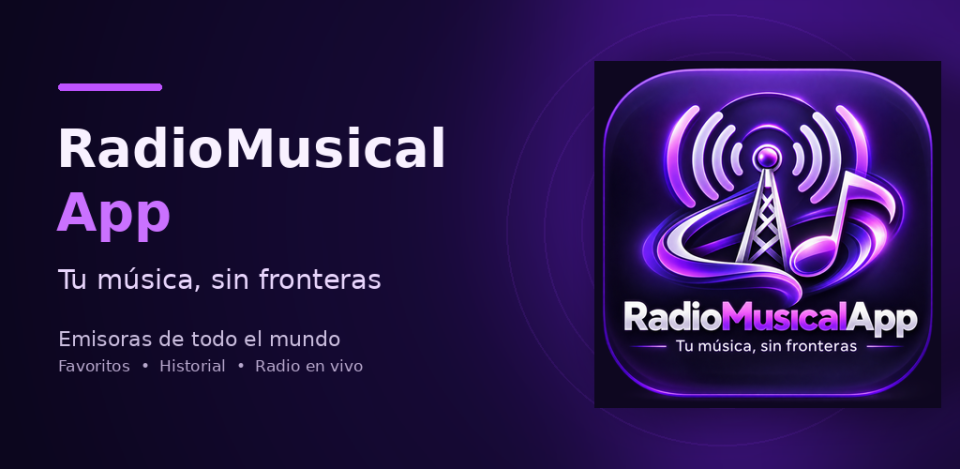 RadioMusical
App
Tu música, sin fronteras
Emisoras de todo el mundo
Favoritos • Historial • Radio en vivo
RadioMusicalApp
Tu música, sin fronteras